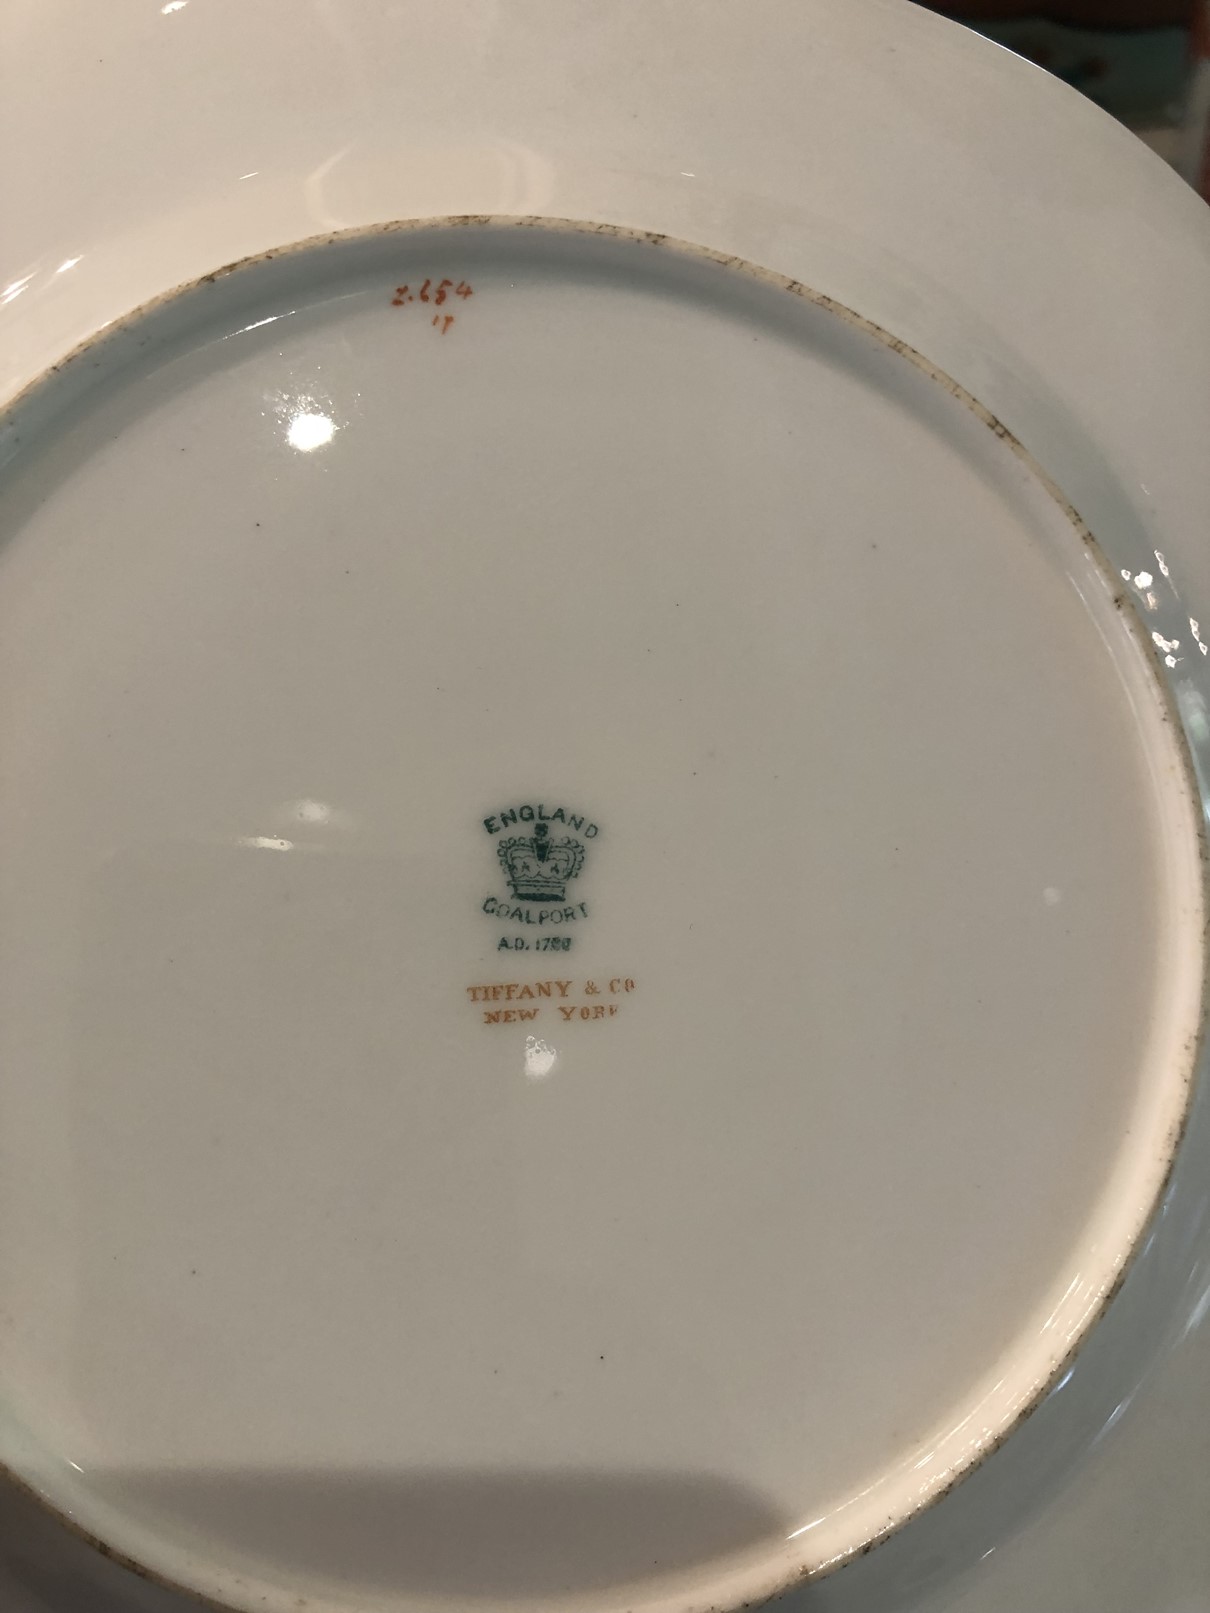 Z.654
17
ENGLAND
COALPORT
A.D. 1750
TIFFANY & CO
NEW YORK